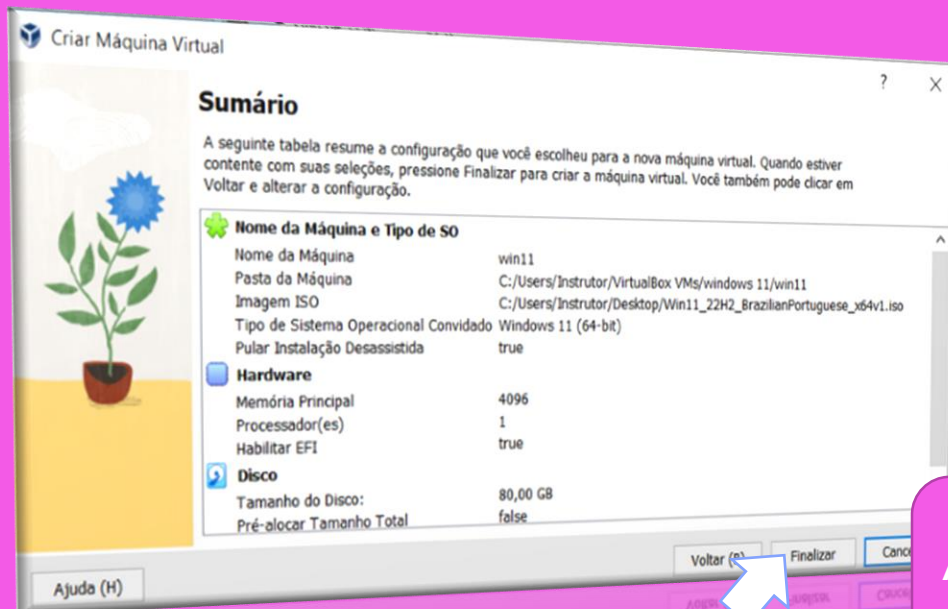 Criar Máquina Virtual
Sumário
A seguinte tabela resume a configuração que você escolheu para a nova máquina virtual. Quando estiver
contente com suas seleções, pressione Finalizar para criar a máquina virtual. Você também pode clicar em
Voltar e alterar a configuração.
Nome da Máquina e Tipo de SO
Nome da Máquina win11
Pasta da Máquina C:/Users/Instrutor/VirtualBox VMs/windows 11/win11
Imagem ISO C:/Users/Instrutor/Desktop/Win11_22H2_BrazilianPortuguese_x64v1.iso
Tipo de Sistema Operacional Convidado Windows 11 (64-bit)
Pular Instalação Desassistida true
Hardware
Memória Principal 4096
Processador(es) 1
Habilitar EFI true
Disco
Tamanho do Disco: 80,00 GB
Pré-alocar Tamanho Total false
Ajuda (H) Voltar Finalizar Cance